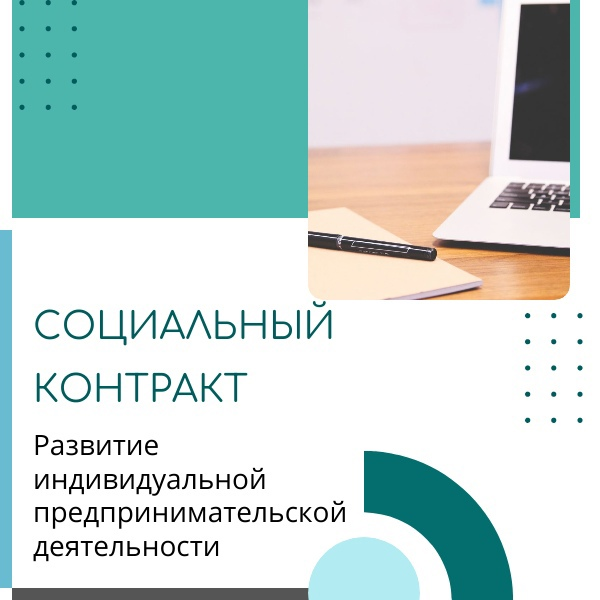 СОЦИАЛЬНЫЙ
КОНТРАКТ
Развитие
индивидуальной
предпринимательской
деятельности